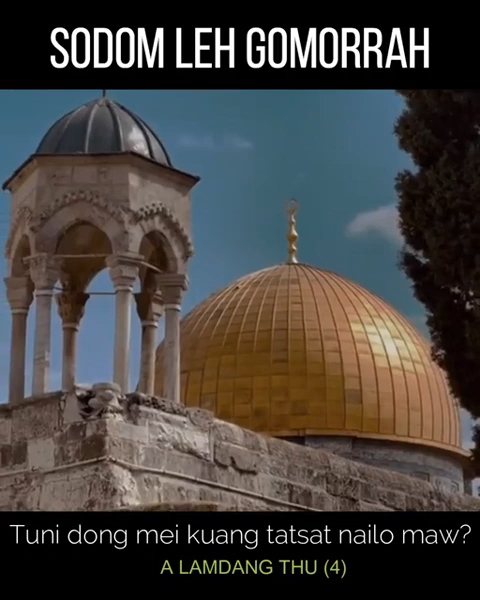 SODOM LEH GOMORRAH
Tuni dong mei kuang tatsat nailo maw?
A LAMDANG THU (4)